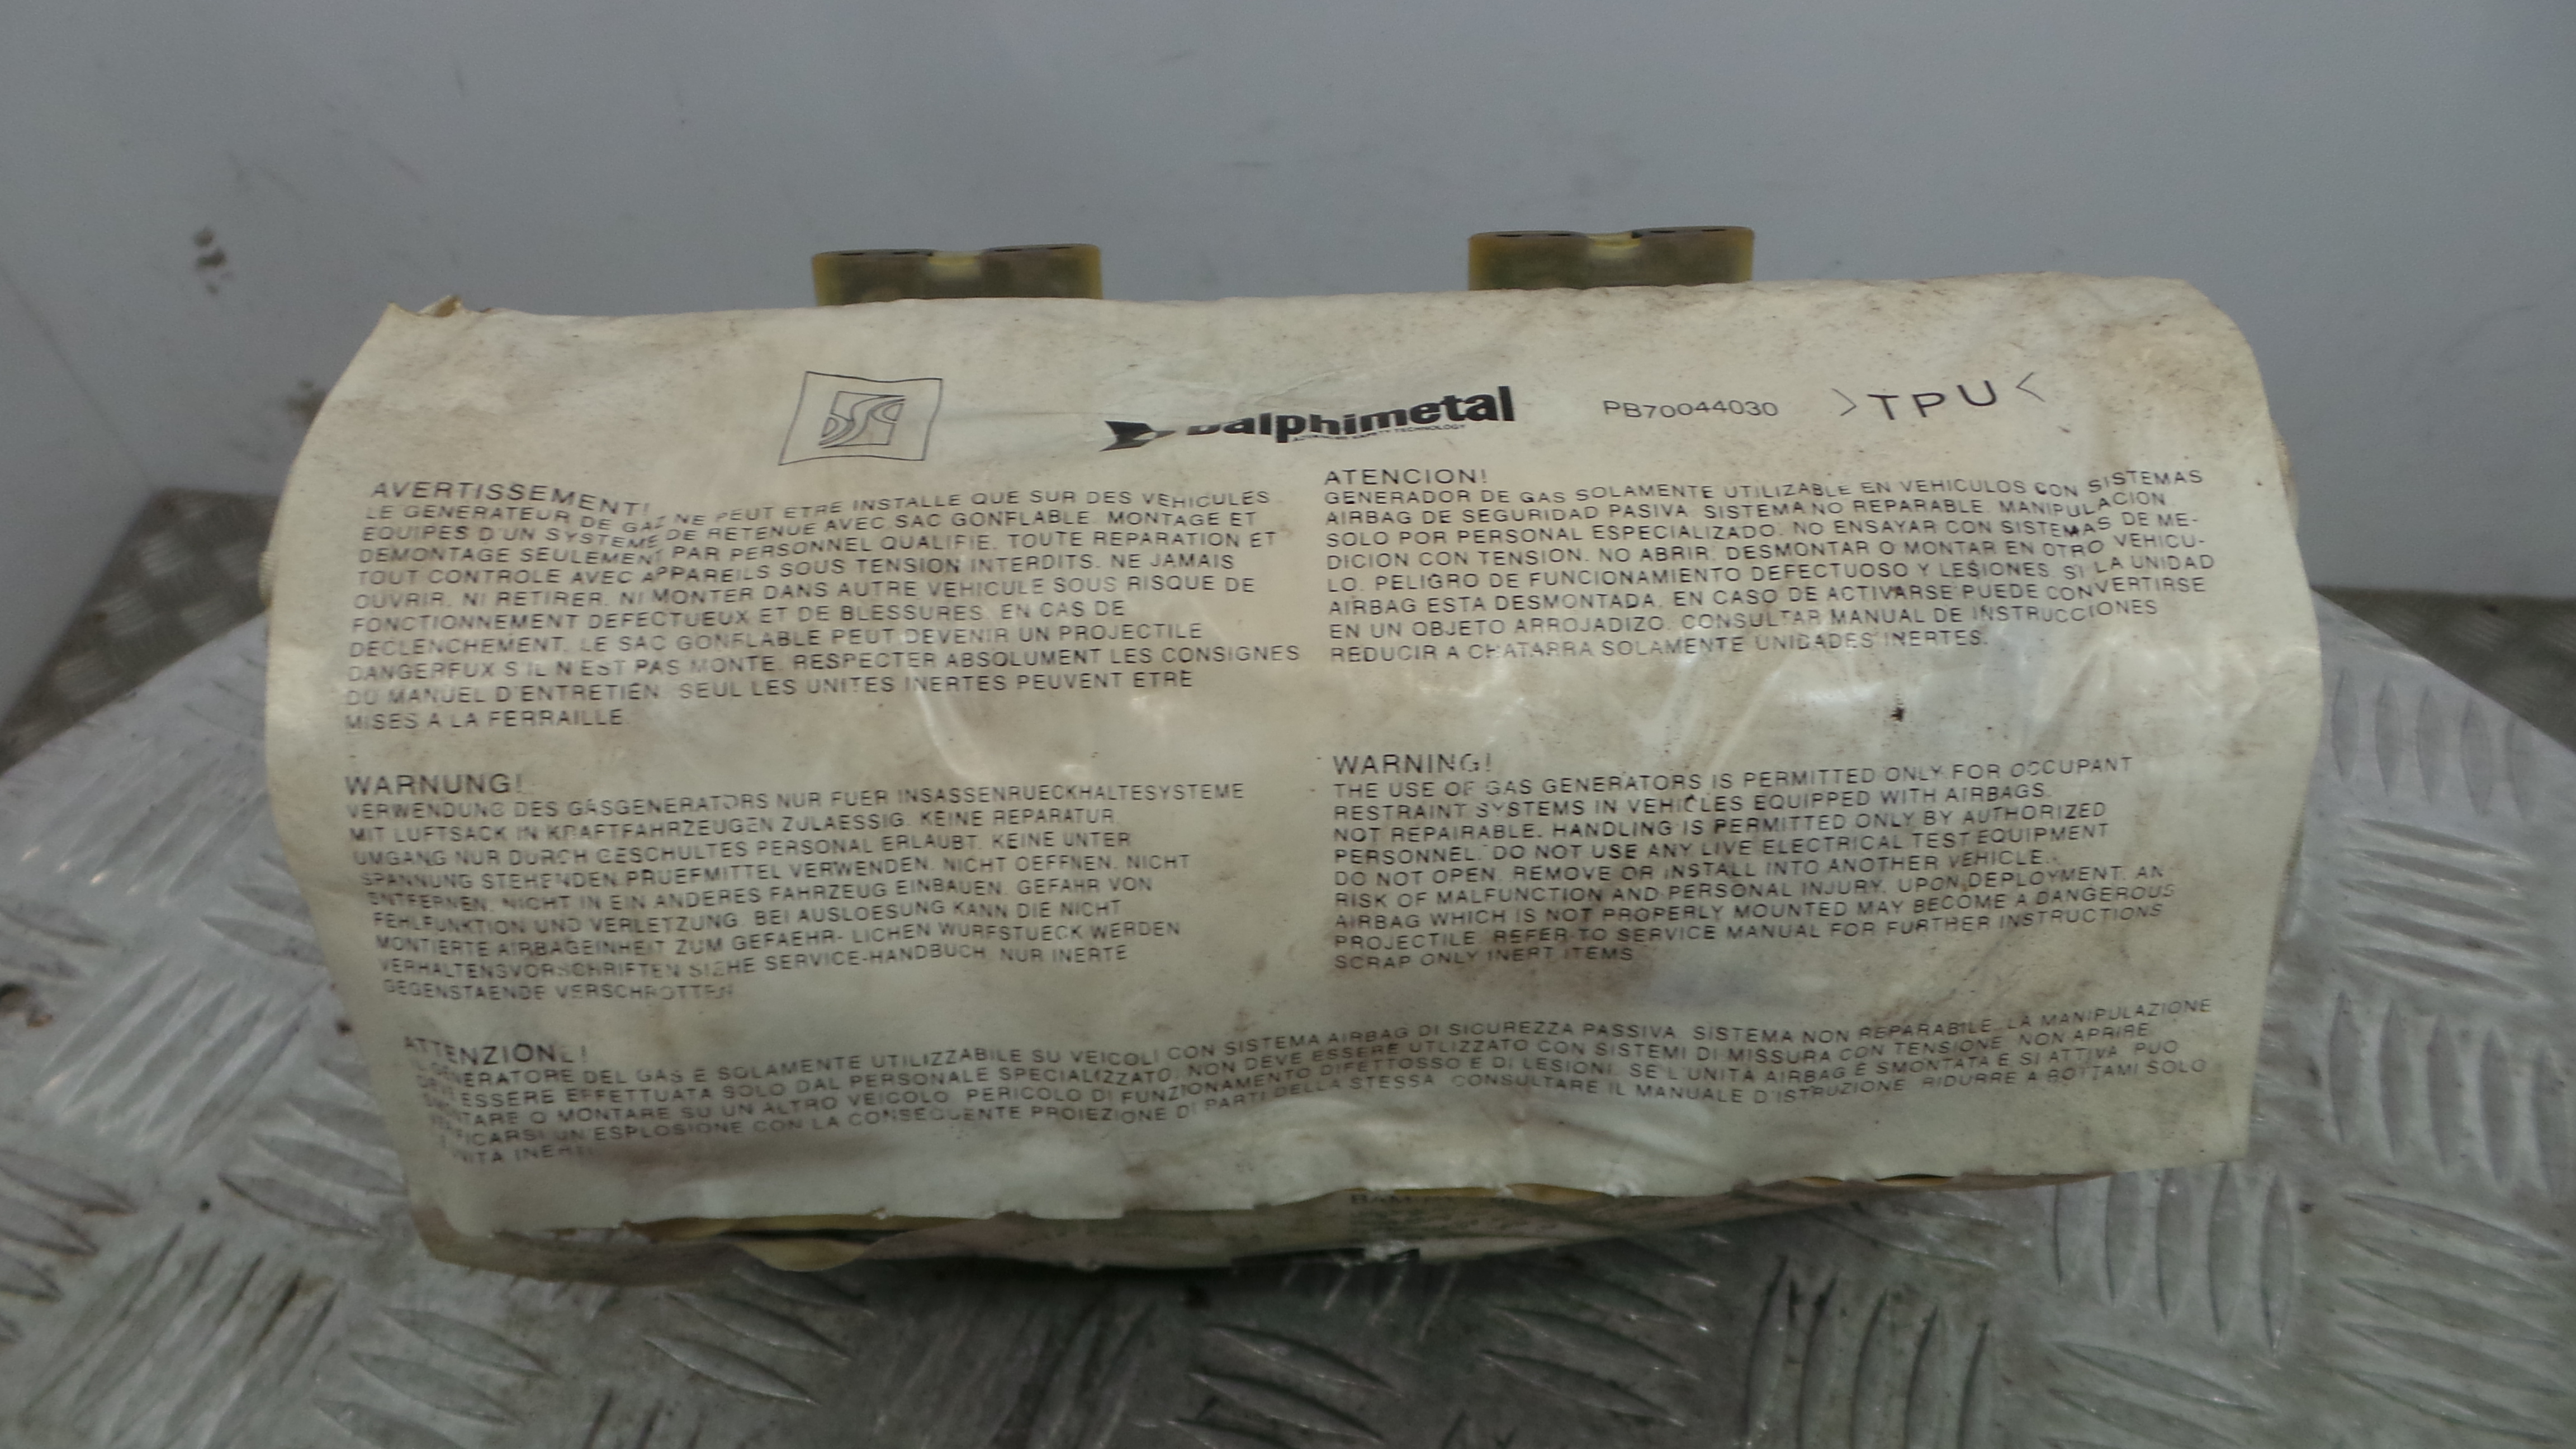 Dalphimetal
ADVANCED SAFETY TECHNOLOGY
PB70044030
>TPU<
AVERTISSEMENT!
LE GENERATEUR DE GAZ NE PEUT ETRE INSTALLE QUE SUR DES VEHICULES
EQUIPES D'UN SYSTEME DE RETENUE AVEC SAC GONFLABLE. MONTAGE ET
DEMONTAGE SEULEMENT PAR PERSONNEL QUALIFIE. TOUTE REPARATION ET
TOUT CONTROLE AVEC APPAREILS SOUS TENSION INTERDITS. NE JAMAIS
OUVRIR, NI RETIRER, NI MONTER DANS AUTRE VEHICULE SOUS RISQUE DE
FONCTIONNEMENT DEFECTUEUX ET DE BLESSURES. EN CAS DE
DECLENCHEMENT, LE SAC GONFLABLE PEUT DEVENIR UN PROJECTILE
DANGERFUX S'IL N'EST PAS MONTE. RESPECTER ABSOLUMENT LES CONSIGNES
DU MANUEL D'ENTRETIEN. SEUL LES UNITES INERTES PEUVENT ETRE
MISES A LA FERRAILLE.
ATENCION!
GENERADOR DE GAS SOLAMENTE UTILIZABLE EN VEHICULOS CON SISTEMAS
AIRBAG DE SEGURIDAD PASIVA. SISTEMA NO REPARABLE. MANIPULACION
SOLO POR PERSONAL ESPECIALIZADO. NO ENSAYAR CON SISTEMAS DE ME-
DICION CON TENSION. NO ABRIR, DESMONTAR O MONTAR EN OTRO VEHICU-
LO. PELIGRO DE FUNCIONAMIENTO DEFECTUOSO Y LESIONES. SI LA UNIDAD
AIRBAG ESTA DESMONTADA, EN CASO DE ACTIVARSE PUEDE CONVERTIRSE
EN UN OBJETO ARROJADIZO. CONSULTAR MANUAL DE INSTRUCCIONES
REDUCIR A CHATARRA SOLAMENTE UNIDADES INERTES.
WARNUNG!
VERWENDUNG DES GASGENERATORS NUR FUER INSASSENRUECKHALTESYSTEME
MIT LUFTSACK IN KRAFTFAHRZEUGEN ZULAESSIG. KEINE REPARATUR.
UMGANG NUR DURCH GESCHULTES PERSONAL ERLAUBT. KEINE UNTER
SPANNUNG STEHENDEN PRUEFMITTEL VERWENDEN. NICHT OEFFNEN, NICHT
ENTFERNEN, NICHT IN EIN ANDERES FAHRZEUG EINBAUEN. GEFAHR VON
FEHLFUNKTION UND VERLETZUNG. BEI AUSLOESUNG KANN DIE NICHT
MONTIERTE AIRBAGEINHEIT ZUM GEFAEHR- LICHEN WURFSTUECK WERDEN
VERHALTENSVORSCHRIFTEN SIEHE SERVICE-HANDBUCH. NUR INERTE
GEGENSTAENDE VERSCHROTTEN
WARNING!
THE USE OF GAS GENERATORS IS PERMITTED ONLY FOR OCCUPANT
RESTRAINT SYSTEMS IN VEHICLES EQUIPPED WITH AIRBAGS.
NOT REPAIRABLE. HANDLING IS PERMITTED ONLY BY AUTHORIZED
PERSONNEL. DO NOT USE ANY LIVE ELECTRICAL TEST EQUIPMENT
DO NOT OPEN, REMOVE OR INSTALL INTO ANOTHER VEHICLE.
RISK OF MALFUNCTION AND PERSONAL INJURY. UPON DEPLOYMENT, AN
AIRBAG WHICH IS NOT PROPERLY MOUNTED MAY BECOME A DANGEROUS
PROJECTILE. REFER TO SERVICE MANUAL FOR FURTHER INSTRUCTIONS
SCRAP ONLY INERT ITEMS
ATTENZIONE!
GENERATORE DEL GAS E SOLAMENTE UTILIZZABILE SU VEICOLI CON SISTEMA AIRBAG DI SICUREZZA PASSIVA. SISTEMA NON REPARABILE. LA MANIPULAZIONE
ESSERE EFFETTUATA SOLO DAL PERSONALE SPECIALIZZATO. NON DEVE ESSERE UTLIZZATO CON SISTEMI DI MISSURA CON TENSIONE. NON APRIRE,
O MONTARE SU UN ALTRO VEICOLO. PERICOLO DI FUNZIONAMENTO DIFETTOSSO E DI LESIONI. SE L'UNITÀ AIRBAG È SMONTATA E SI ATTIVA, PUO
UN ESPLOSIONE CON LA CONSEGUENTE PROIEZIONE DI PARTI DELLA STESSA. CONSULTARE IL MANUALE D'ISTRUZIONE. RIDURRE A ROTTAMI SOLO